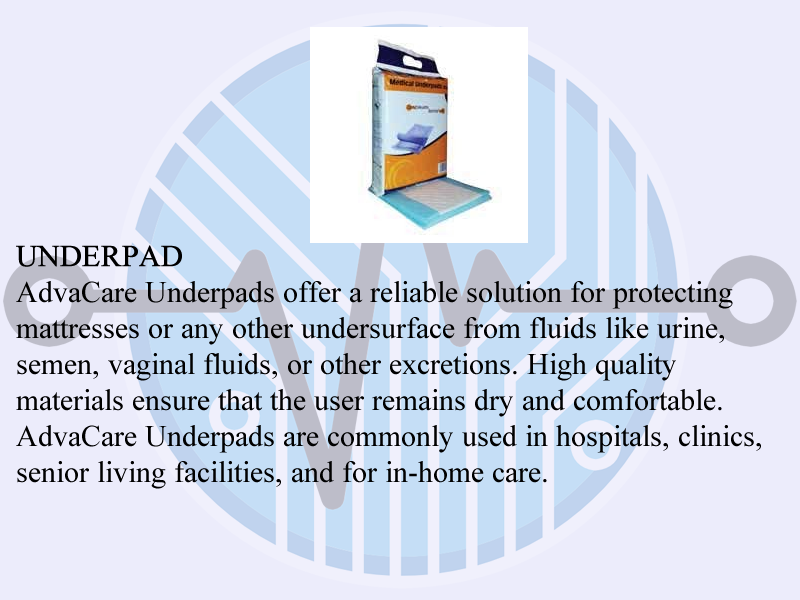 Medical Underpads
UNDERPAD
AdvaCare Underpads offer a reliable solution for protecting
mattresses or any other undersurface from fluids like urine,
semen, vaginal fluids, or other excretions. High quality
materials ensure that the user remains dry and comfortable.
AdvaCare Underpads are commonly used in hospitals, clinics,
senior living facilities, and for in-home care.